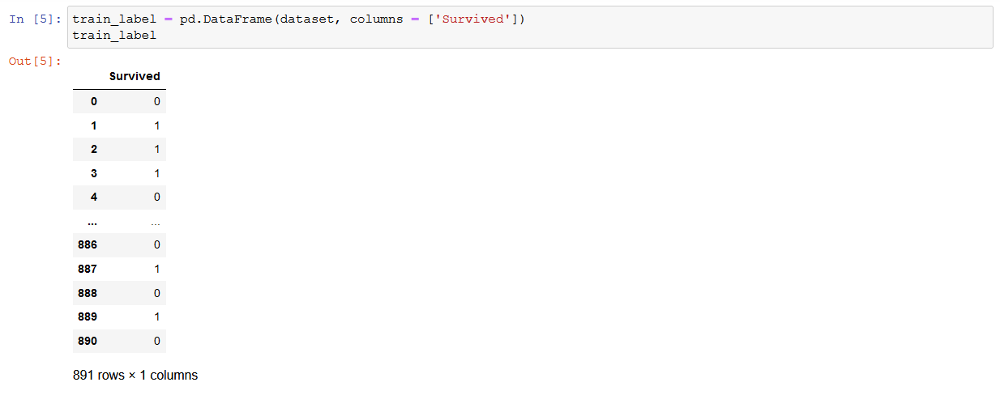 In [5]: train_label = pd.DataFrame(dataset, columns = ['Survived'])
train_label
Out[5]:
Survived
0 0
1 1
2 1
3 1
4 0
... ...
886 0
887 1
888 0
889 1
890 0
891 rows × 1 columns